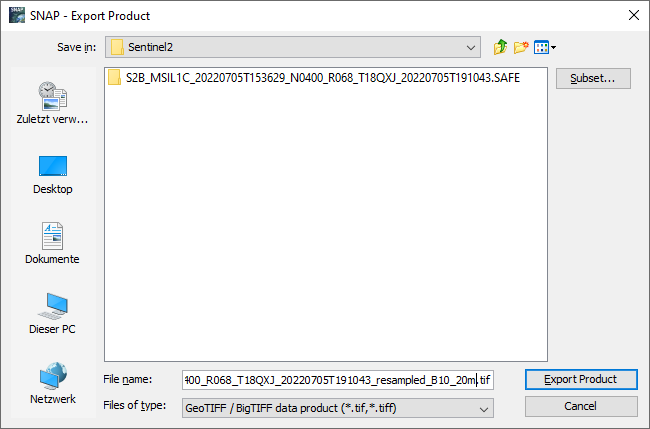 SNAP
SNAP - Export Product
Save in:
Sentinel2
S2B_MSIL1C_20220705T153629_N0400_R068_T18QXJ_20220705T191043.SAFE
Subset...
Zuletzt verw...
Desktop
Dokumente
Dieser PC
Netzwerk
File name:
400_R068_T18QXJ_20220705T191043_resampled_B10_20m.tif
Export Product
Files of type:
GeoTIFF / BigTIFF data product (*.tif,*.tiff)
Cancel